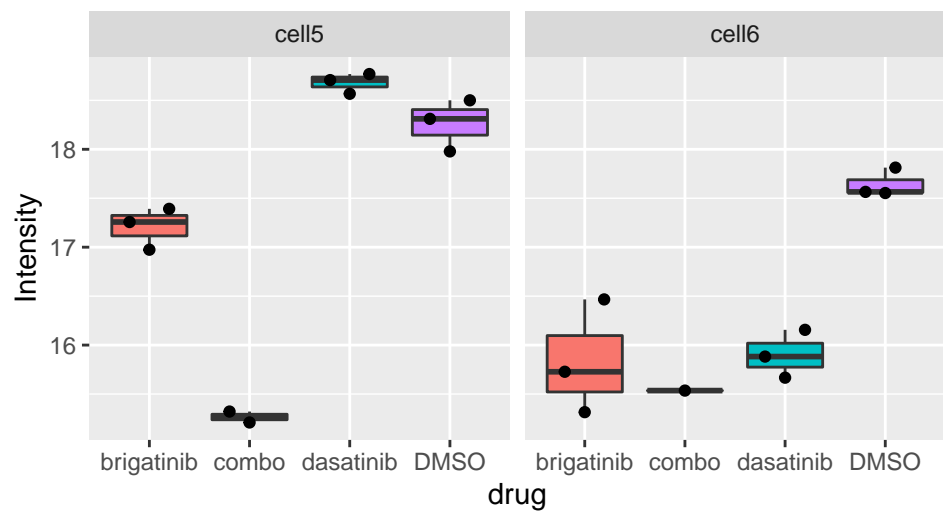 cell5 cell6
Intensity
18
17
16
brigatinib combo dasatinib DMSO brigatinib combo dasatinib DMSO
drug